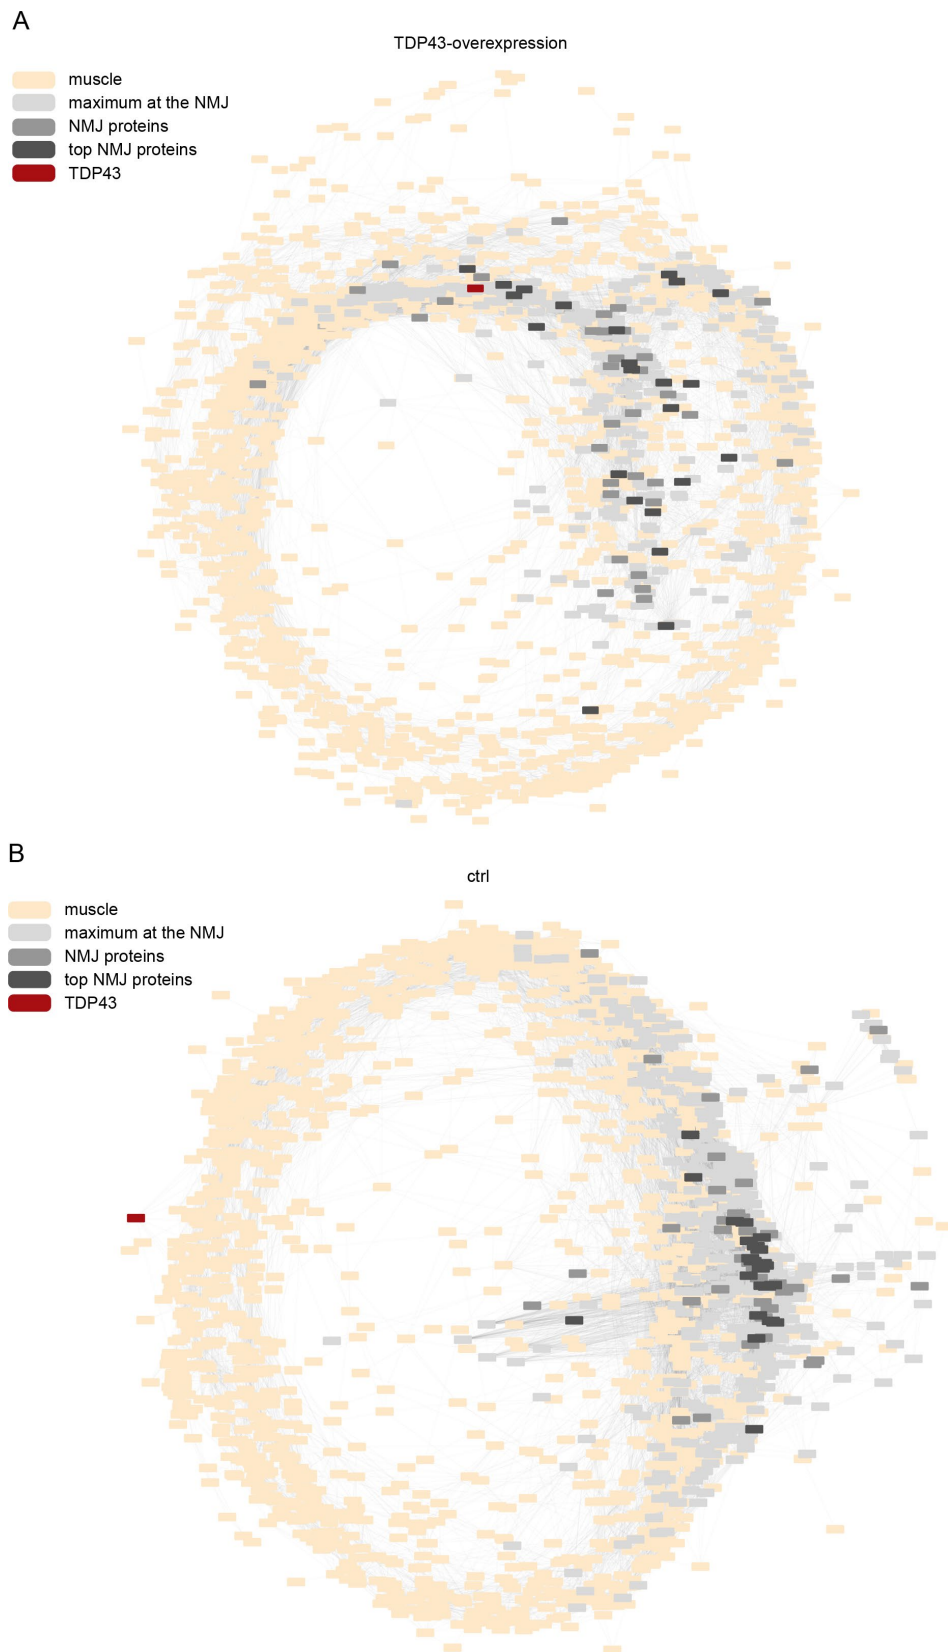 A
TDP43-overexpression
muscle
maximum at the NMJ
NMJ proteins
top NMJ proteins
TDP43
B
ctrl
muscle
maximum at the NMJ
NMJ proteins
top NMJ proteins
TDP43